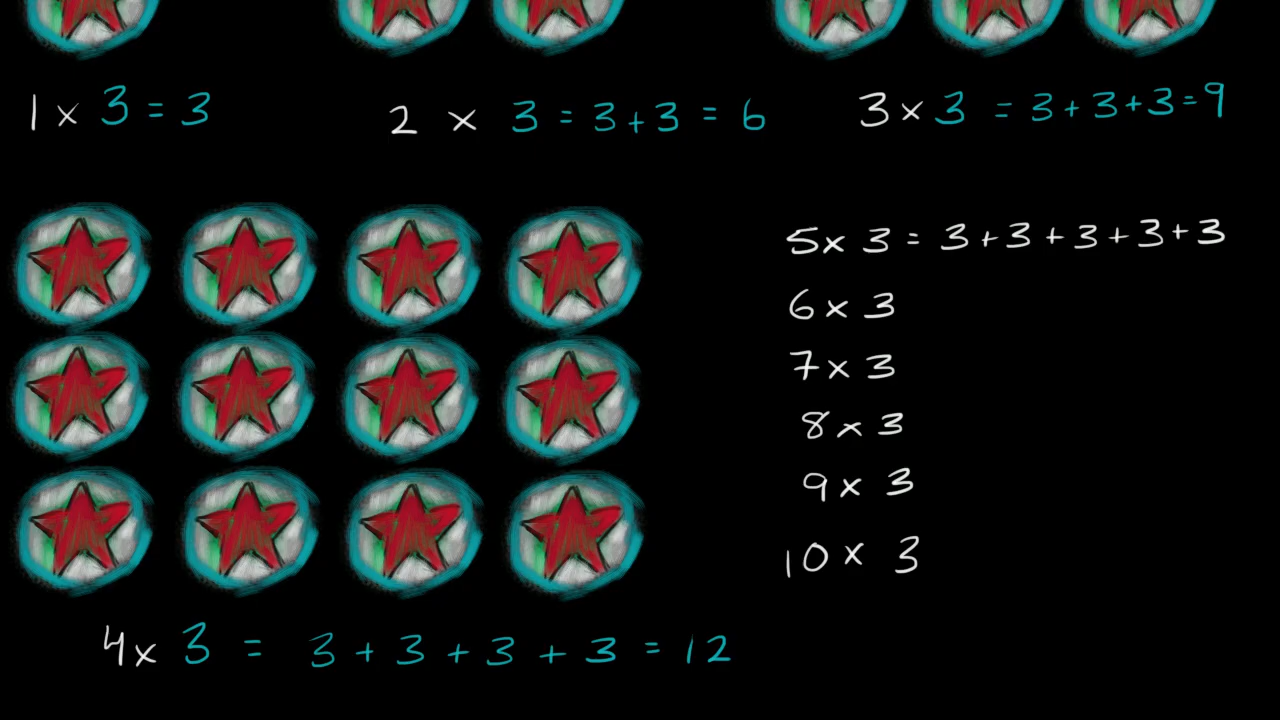 1 x 3 = 3
2 x 3 = 3 + 3 = 6
3 x 3 = 3 + 3 + 3 = 9
5 x 3 = 3 + 3 + 3 + 3 + 3
6 x 3
7 x 3
8 x 3
9 x 3
10 x 3
4 x 3 = 3 + 3 + 3 + 3 = 12